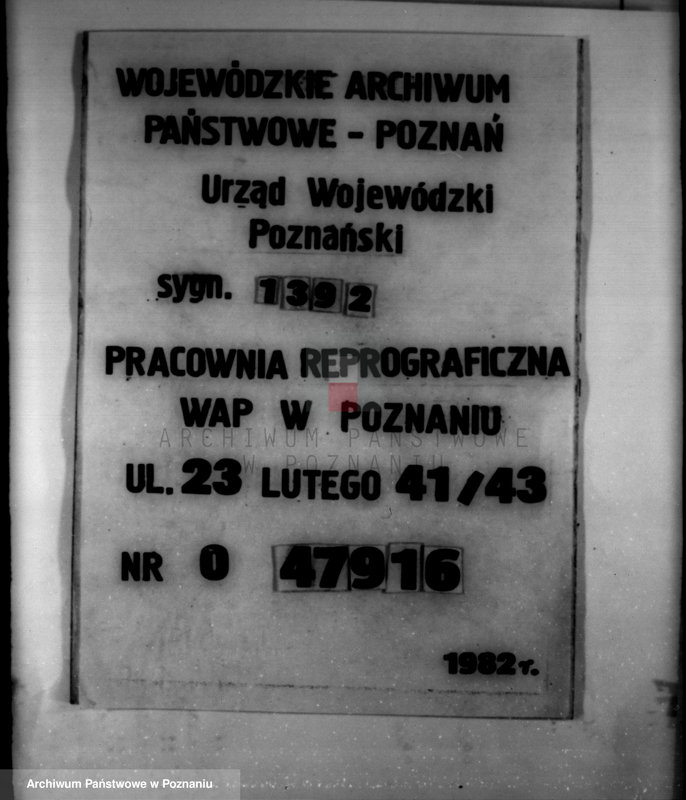 WOJEWÓDZKIE ARCHIWUM
PAŃSTWOWE - POZNAŃ
Urząd Wojewódzki
Poznański
sygn. 1392
PRACOWNIA REPROGRAFICZNA
WAP W POZNANIU
ARCHIWUM PAŃSTWOWE
W POZNANIU
UL. 23 LUTEGO 41/43
NR 0 47916
1982 r.
Archiwum Państwowe w Poznaniu